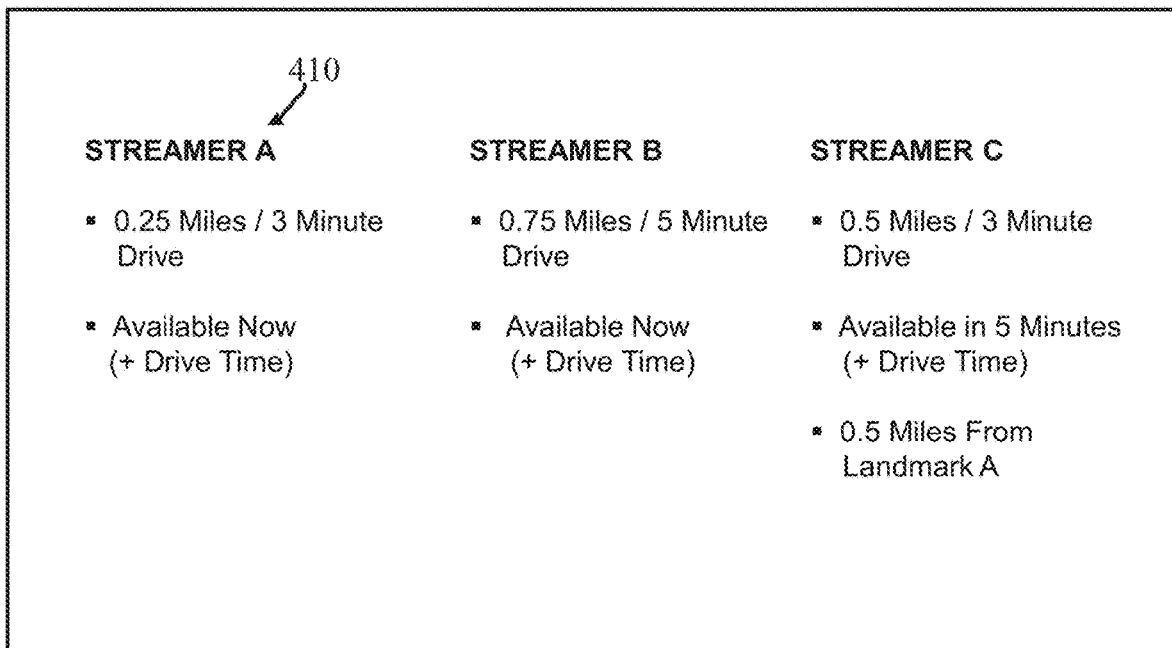 410
STREAMER A
▪ 0.25 Miles / 3 Minute
Drive
▪ Available Now
(+ Drive Time)
STREAMER B
▪ 0.75 Miles / 5 Minute
Drive
▪ Available Now
(+ Drive Time)
STREAMER C
▪ 0.5 Miles / 3 Minute
Drive
▪ Available in 5 Minutes
(+ Drive Time)
▪ 0.5 Miles From
Landmark A